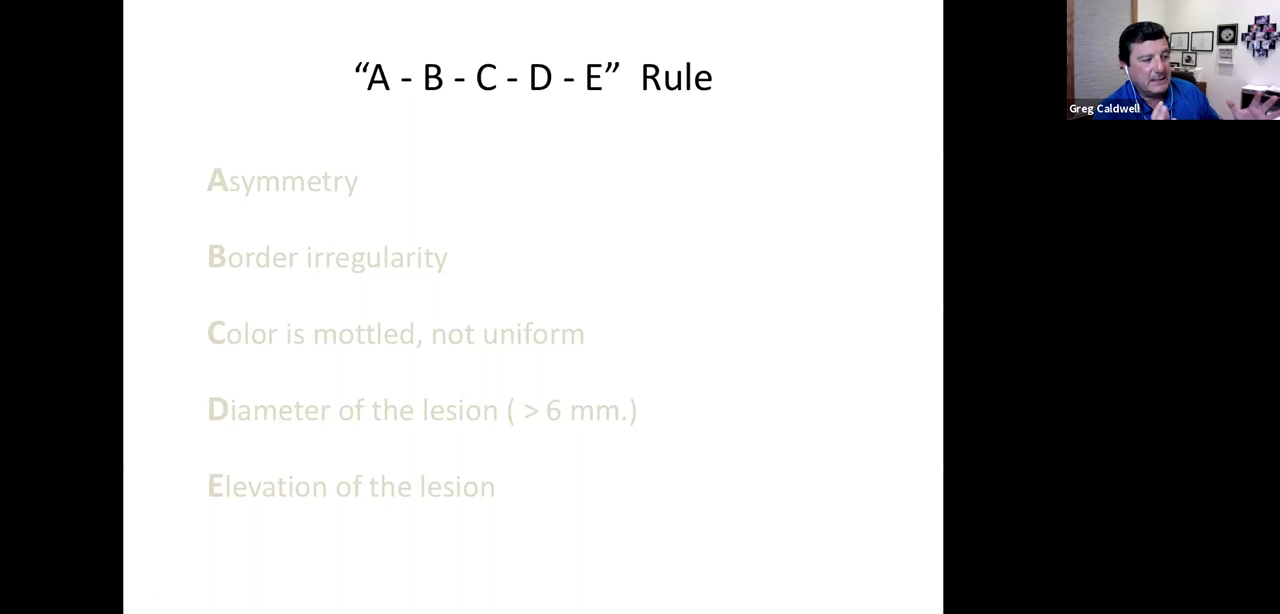 “A - B - C - D - E” Rule
Greg Caldwell
Asymmetry
Border irregularity
Color is mottled, not uniform
Diameter of the lesion ( > 6 mm.)
Elevation of the lesion